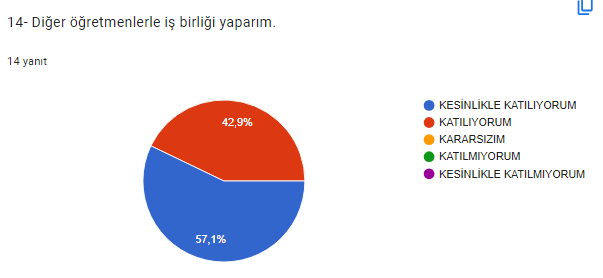 14- Diğer öğretmenlerle iş birliği yaparım.
14 yanıt
42,9%
57,1%
KESİNLİKLE KATILIYORUM
KATILIYORUM
KARARSIZIM
KATILMIYORUM
KESİNLİKLE KATILMIYORUM